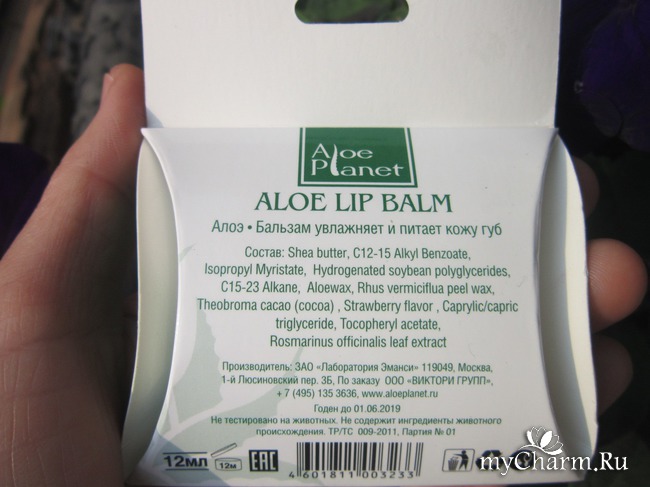 Aloe
Planet
ALOE LIP BALM
Алоэ • Бальзам увлажняет и питает кожу губ
Состав: Shea butter, C12-15 Alkyl Benzoate,
Isopropyl Myristate, Hydrogenated soybean polyglycerides,
C15-23 Alkane, Aloewax, Rhus vermiciflua peel wax,
Theobroma cacao (cocoa) , Strawberry flavor , Caprylic/capric
triglyceride, Tocopheryl acetate,
Rosmarinus officinalis leaf extract
Производитель: ЗАО «Лаборатория Эманси» 119049, Москва,
1-й Люсиновский пер. 3Б, По заказу ООО «ВИКТОРИ ГРУПП»,
+ 7 (495) 135 3636, www.aloeplanet.ru
Годен до 01.06.2019
Не тестировано на животных. Не содержит ингредиенты животного
происхождения. ТР/ТС 009-2011, Партия № 01
12мл 12м EAC 4 601811 003233
myCharm.Ru